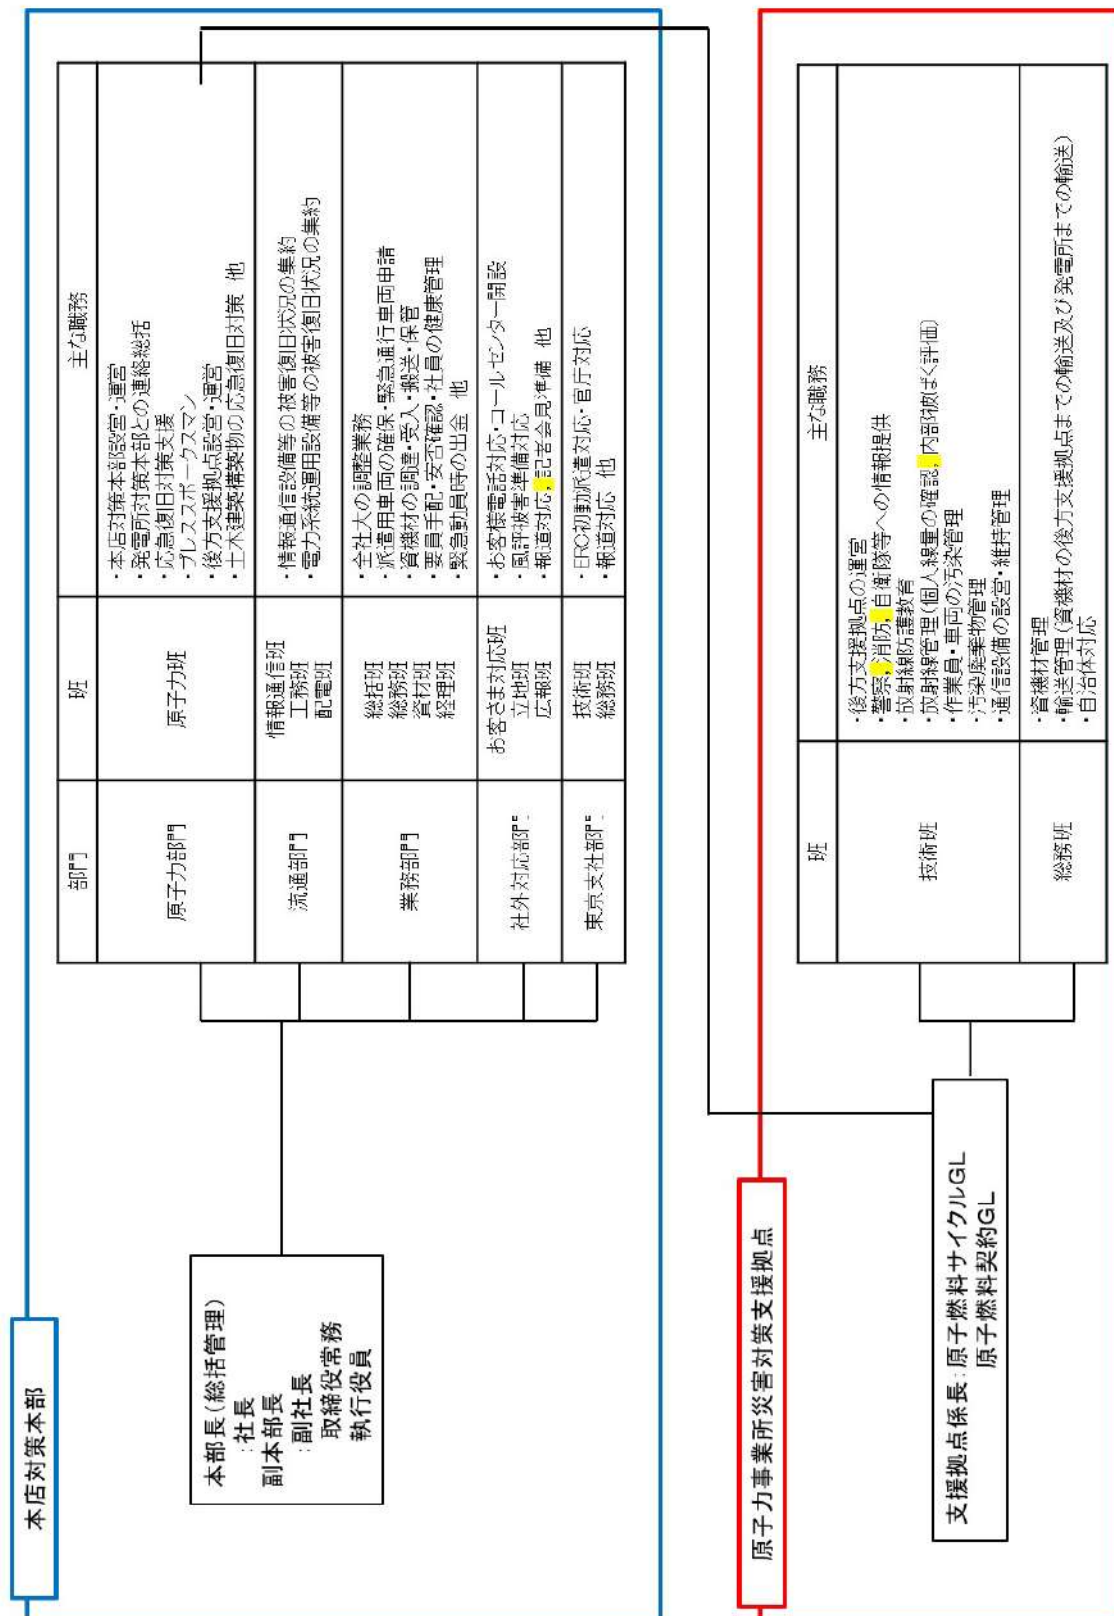 本店対策本部
本部長(総括管理)
:社長
副本部長
:副社長
取締役常務
執行役員
部門
班
主な職務
原子力部門
原子力班
・本店対策本部設営・運営
・発電所対策本部との連絡総括
・応急復旧対策支援
・プレススポークスマン
・後方支援拠点設営・運営
・土木建築構築物の応急復旧対策 他
流通部門
情報通信班
工務班
配電班
・情報通信設備等の被害復旧状況の集約
・電力系統運用設備等の被害復旧状況の集約
業務部門
総括班
総務班
資材班
経理班
・全社大の調整業務
・派遣用車両の確保・緊急通行車両申請
・資機材の調達・受入・搬送・保管
・要員手配・安否確認・社員の健康管理
・緊急動員時の出金 他
社外対応部門
お客さま対応班
立地班
広報班
・お客様電話対応・コールセンター開設
・風評被害準備対応
・報道対応,記者会見準備 他
東京支社部門
技術班
総務班
・ERC初動派遣対応・官庁対応
・報道対応 他
原子力事業所災害対策支援拠点
支援拠点係長:原子燃料サイクルGL
原子燃料契約GL
班
主な職務
技術班
・後方支援拠点の運営
・警察,消防,自衛隊等への情報提供
・放射線防護教育
・放射線管理(個人線量の確認,内部被ばく評価)
・作業員・車両の汚染管理
・汚染廃棄物管理
・通信設備の設営・維持管理
総務班
・資機材管理
・輸送管理(資機材の後方支援拠点までの輸送及び発電所までの輸送)
・自治体対応